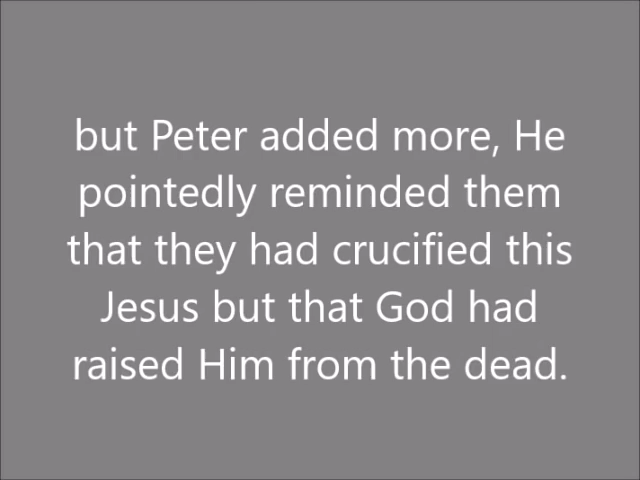 but Peter added more, He
pointedly reminded them
that they had crucified this
Jesus but that God had
raised Him from the dead.